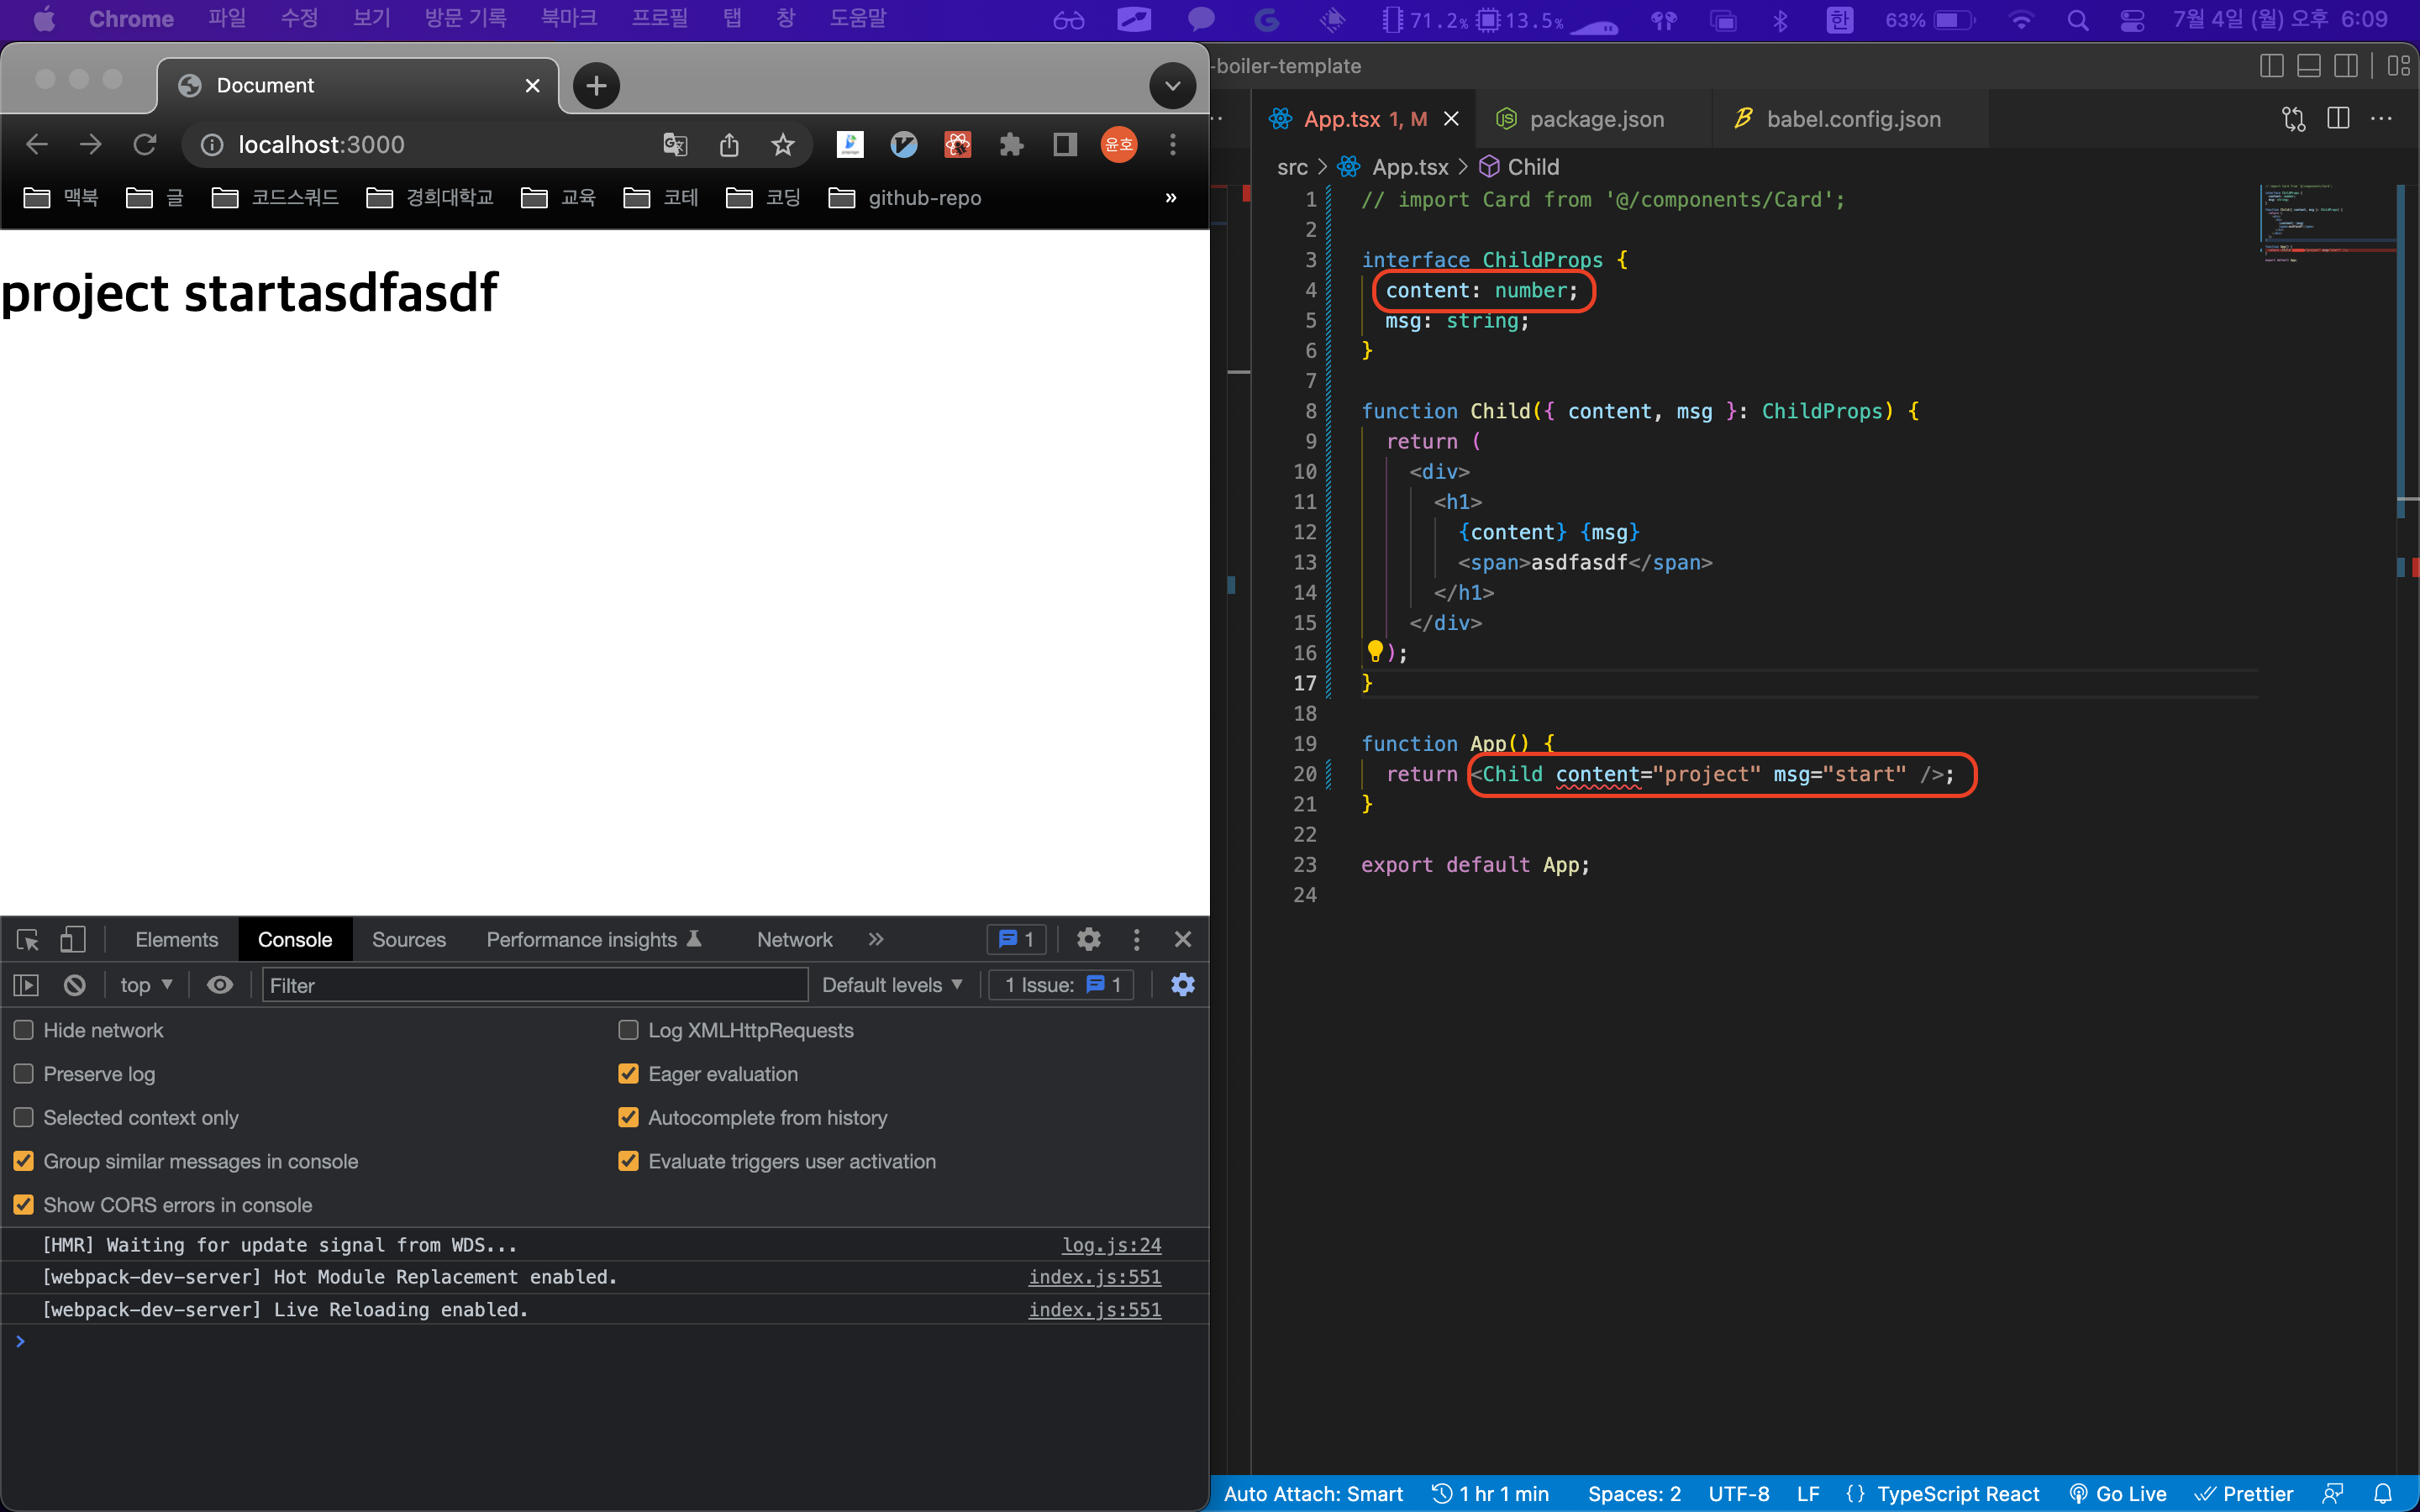 Chrome 파일 수정 보기 방문 기록 북마크 프로필 탭 창 도움말 71.2% 13.5% 한 63% 7월 4일 (월) 오후 6:09
Document
localhost:3000 윤호
맥북 글 코드스쿼드 경희대학교 교육 코테 코딩 github-repo »
project startasdfasdf
Elements Console Sources Performance insights Network » 1
top Filter Default levels 1 Issue: 1
Hide network Log XMLHttpRequests
Preserve log Eager evaluation
Selected context only Autocomplete from history
Group similar messages in console Evaluate triggers user activation
Show CORS errors in console
[HMR] Waiting for update signal from WDS... log.js:24
[webpack-dev-server] Hot Module Replacement enabled. index.js:551
[webpack-dev-server] Live Reloading enabled. index.js:551
-boiler-template
App.tsx 1, M package.json babel.config.json
src > App.tsx > Child
1 // import Card from '@/components/Card';
2
3 interface ChildProps {
4 content: number;
5 msg: string;
6 }
7
8 function Child({ content, msg }: ChildProps) {
9 return (
10 <div>
11 <h1>
12 {content} {msg}
13 <span>asdfasdf</span>
14 </h1>
15 </div>
16 );
17 }
18
19 function App() {
20 return <Child content="project" msg="start" />;
21 }
22
23 export default App;
24
Auto Attach: Smart 1 hr 1 min Spaces: 2 UTF-8 LF {} TypeScript React Go Live Prettier